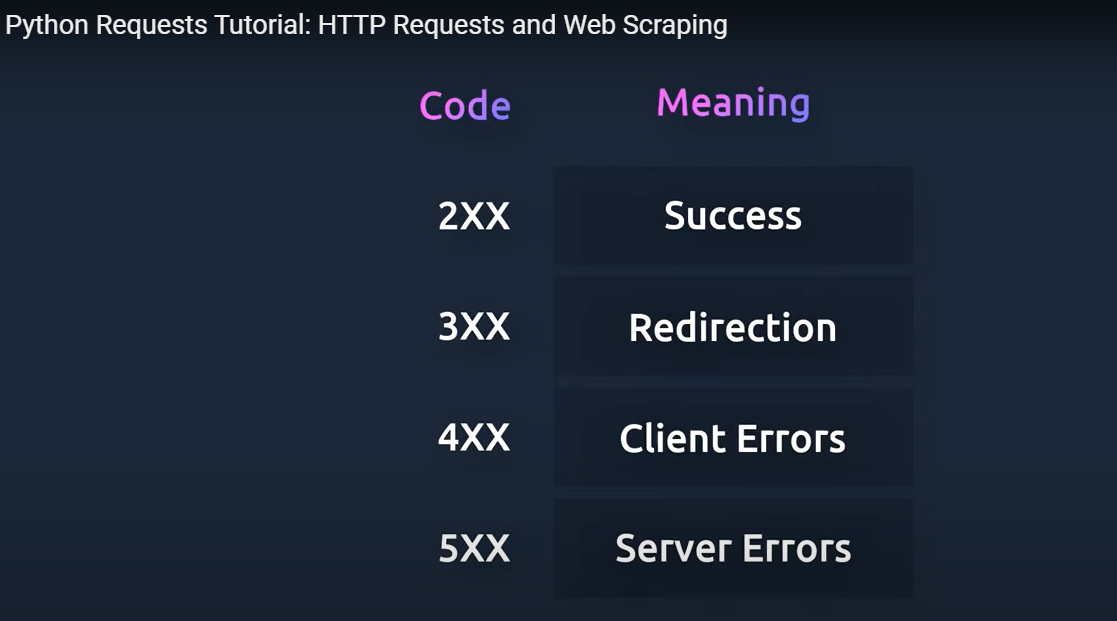 Python Requests Tutorial: HTTP Requests and Web Scraping
Code Meaning
2XX Success
3XX Redirection
4XX Client Errors
5XX Server Errors